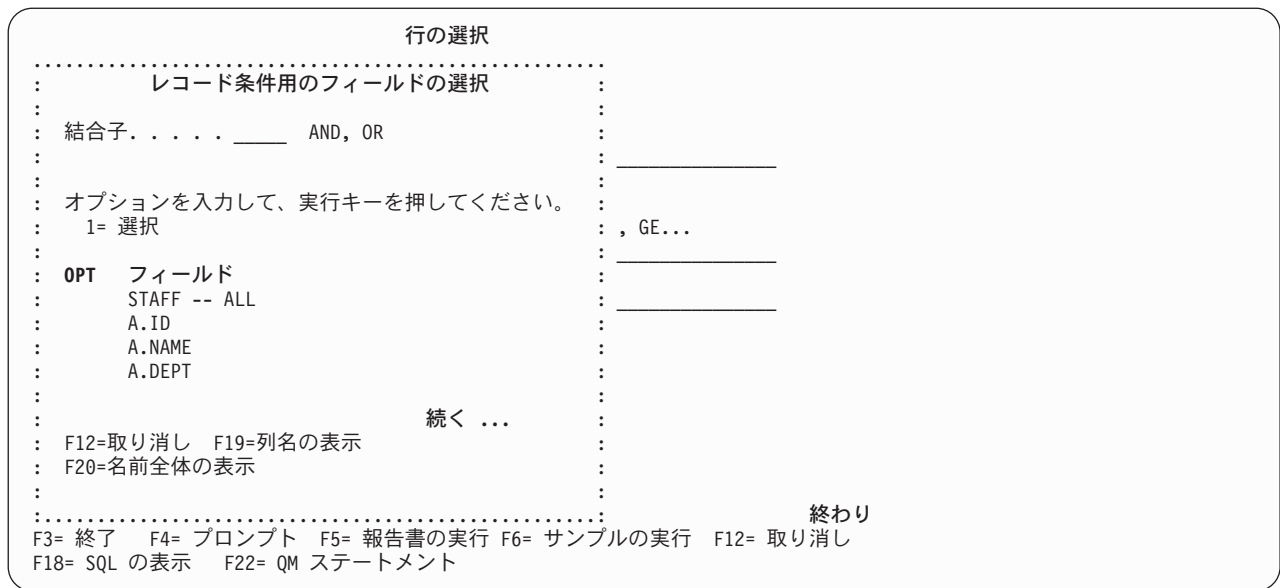 行の選択
.......................................................
:          レコード条件用のフィールドの選択          :
:                                                     :
:  結合子. . . . . _____  AND, OR                     :
:                                                     : _______________
:                                                     :
:  オプションを入力して、実行キーを押してください。   :
:    1= 選択                                          : , GE...
:                                                     : _______________
:  OPT   フィールド                                   :
:        STAFF -- ALL                                 : _______________
:        A.ID                                         :
:        A.NAME                                       :
:        A.DEPT                                       :
:                                                     :
:                                     続く ...        :
:  F12=取り消し  F19=列名の表示                       :
:  F20=名前全体の表示                                 :
:                                                     :
:.....................................................:                    終わり
F3= 終了   F4= プロンプト  F5= 報告書の実行 F6= サンプルの実行  F12= 取り消し
F18= SQL の表示   F22= QM ステートメント